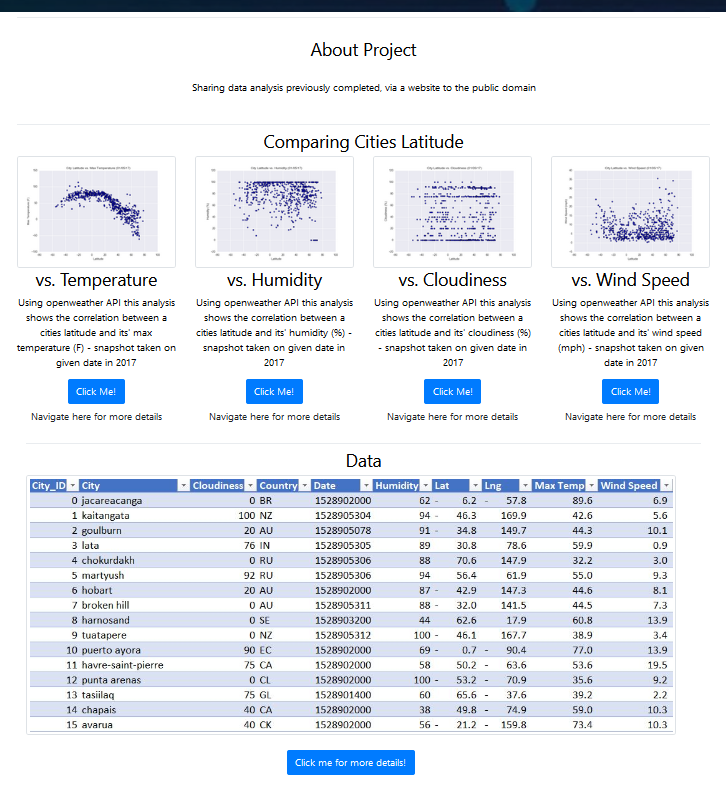 About Project
Sharing data analysis previously completed, via a website to the public domain
Comparing Cities Latitude
vs. Temperature
Using openweather API this analysis
shows the correlation between a
cities latitude and its' max
temperature (F) - snapshot taken on
given date in 2017
Click Me!
Navigate here for more details
vs. Humidity
Using openweather API this analysis
shows the correlation between a
cities latitude and its' humidity (%) -
snapshot taken on given date in
2017
Click Me!
Navigate here for more details
vs. Cloudiness
Using openweather API this analysis
shows the correlation between a
cities latitude and its' cloudiness (%)
- snapshot taken on given date in
2017
Click Me!
Navigate here for more details
vs. Wind Speed
Using openweather API this analysis
shows the correlation between a
cities latitude and its' wind speed
(mph) - snapshot taken on given
date in 2017
Click Me!
Navigate here for more details
Data
City_ID City Cloudiness Country Date Humidity Lat Lng Max Temp Wind Speed
0 jacareacanga 0 BR 1528902000 62 - 6.2 - 57.8 89.6 6.9
1 kaitangata 100 NZ 1528905304 94 - 46.3 169.9 42.6 5.6
2 goulburn 20 AU 1528905078 91 - 34.8 149.7 44.3 10.1
3 lata 76 IN 1528905305 89 30.8 78.6 59.9 0.9
4 chokurdakh 0 RU 1528905306 88 70.6 147.9 32.2 3.0
5 martyush 92 RU 1528905306 94 56.4 61.9 55.0 9.3
6 hobart 20 AU 1528902000 87 - 42.9 147.3 44.6 8.1
7 broken hill 0 AU 1528905311 88 - 32.0 141.5 44.5 7.3
8 harnosand 0 SE 1528903200 44 62.6 17.9 60.8 13.9
9 tuatapere 0 NZ 1528905312 100 - 46.1 167.7 38.9 3.4
10 puerto ayora 90 EC 1528902000 69 - 0.7 - 90.4 77.0 13.9
11 havre-saint-pierre 75 CA 1528902000 58 50.2 - 63.6 53.6 19.5
12 punta arenas 0 CL 1528902000 100 - 53.2 - 70.9 35.6 9.2
13 tasiilaq 75 GL 1528901400 60 65.6 - 37.6 39.2 2.2
14 chapais 40 CA 1528902000 38 49.8 - 74.9 59.0 10.3
15 avarua 40 CK 1528902000 56 - 21.2 - 159.8 73.4 10.3
Click me for more details!